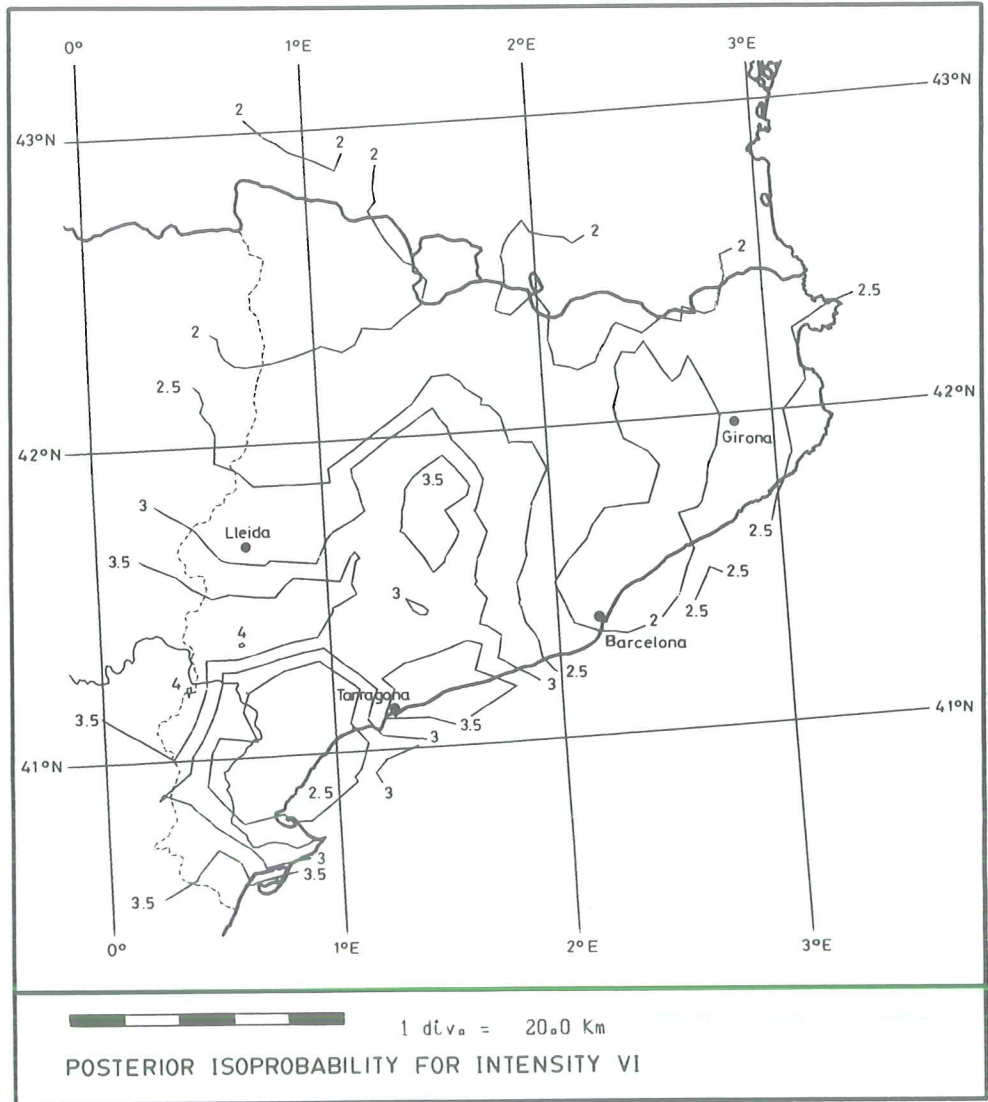 0° 1°E 2°E 3°E
43°N
43°N
2
2
2
2
2
2.5
2
2.5
42°N
Girona
42°N
3.5
3
Lleida
2.5
3.5
2.5
3
2.5
4
2
Barcelona
2.5
3
4
Tarragona
3.5
3.5
41°N
3
41°N
3
2.5
3
3.5
3.5
0° 1°E 2°E 3°E
1 div. = 20.0 Km
POSTERIOR ISOPROBABILITY FOR INTENSITY VI